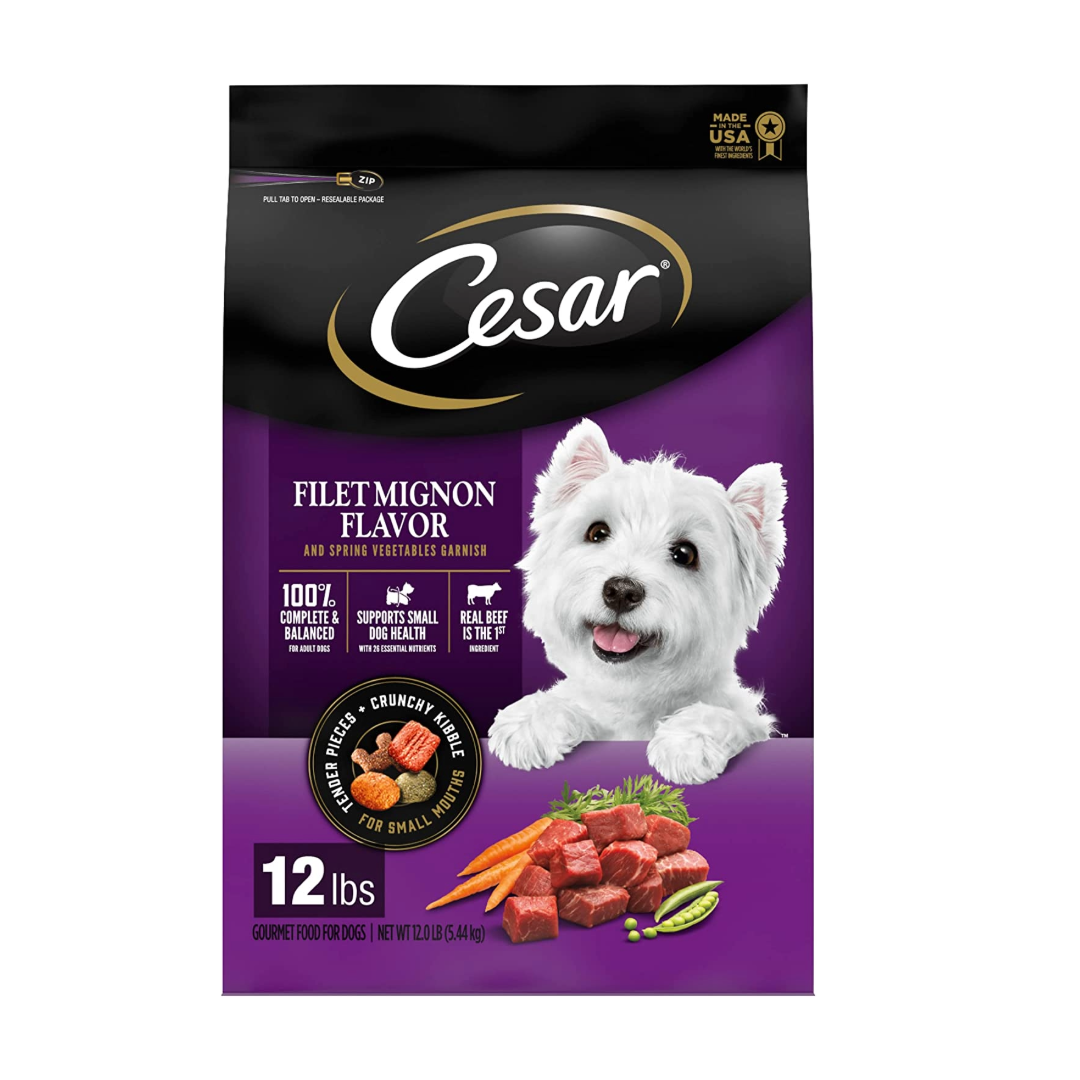 MADE
IN THE
USA
WITH THE WORLD'S
FINEST INGREDIENTS
ZIP
PULL TAB TO OPEN – RESEALABLE PACKAGE
Cesar®
FILET MIGNON
FLAVOR
AND SPRING VEGETABLES GARNISH
100%
COMPLETE &
BALANCED
FOR ADULT DOGS
SUPPORTS SMALL
DOG HEALTH
WITH 26 ESSENTIAL NUTRIENTS
REAL BEEF
IS THE 1ST
INGREDIENT
TENDER PIECES + CRUNCHY KIBBLE
FOR SMALL MOUTHS
™
12 lbs
GOURMET FOOD FOR DOGS | NET WT 12.0 LB (5.44 kg)